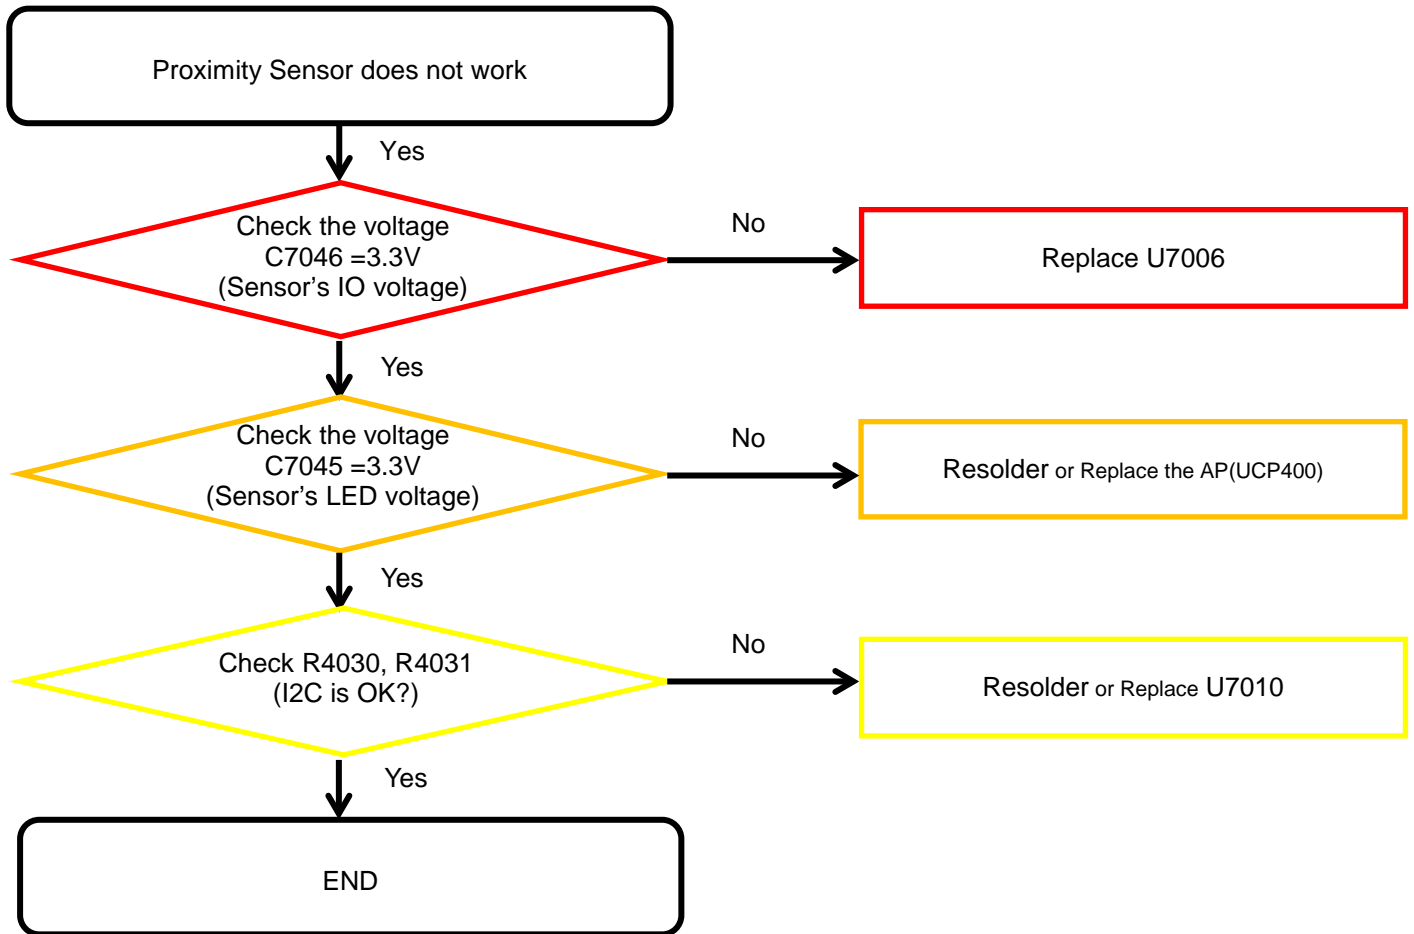 Proximity Sensor does not work
Yes
Check the voltage
C7046 =3.3V
(Sensor's IO voltage)
No
Replace U7006
Yes
Check the voltage
C7045 =3.3V
(Sensor's LED voltage)
No
Resolder or Replace the AP(UCP400)
Yes
Check R4030, R4031
(I2C is OK?)
No
Resolder or Replace U7010
Yes
END